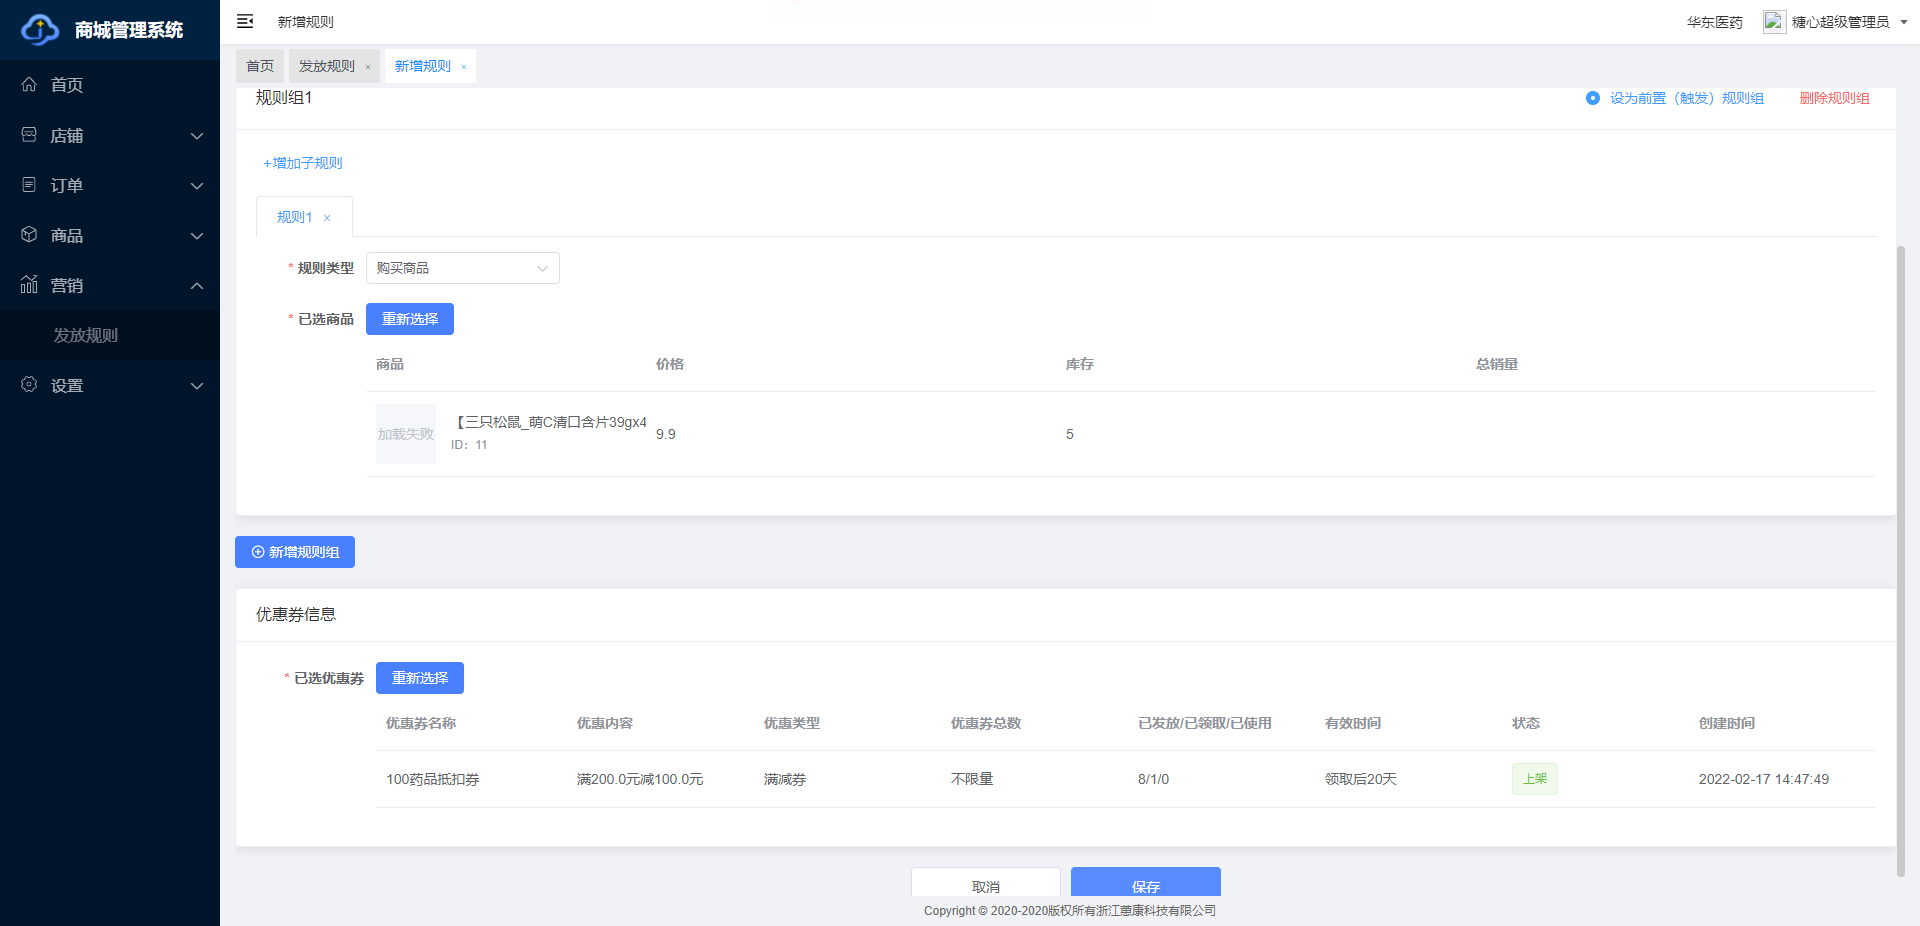 商城管理系统
新增规则
华东医药
糖心超级管理员
首页
店铺
订单
商品
营销
发放规则
设置
首页
发放规则 ×
新增规则 ×
规则组1
设为前置（触发）规则组
删除规则组
+增加子规则
规则1 ×
* 规则类型
购买商品
* 已选商品
重新选择
商品 价格 库存 总销量
加载失败
【三只松鼠_萌C清口含片39gx4
ID：11
9.9
5
新增规则组
优惠券信息
* 已选优惠券
重新选择
优惠券名称 优惠内容 优惠类型 优惠券总数 已发放/已领取/已使用 有效时间 状态 创建时间
100药品抵扣券 满200.0元减100.0元 满减券 不限量 8/1/0 领取后20天 上架 2022-02-17 14:47:49
取消
保存
Copyright © 2020-2020版权所有浙江蒽康科技有限公司